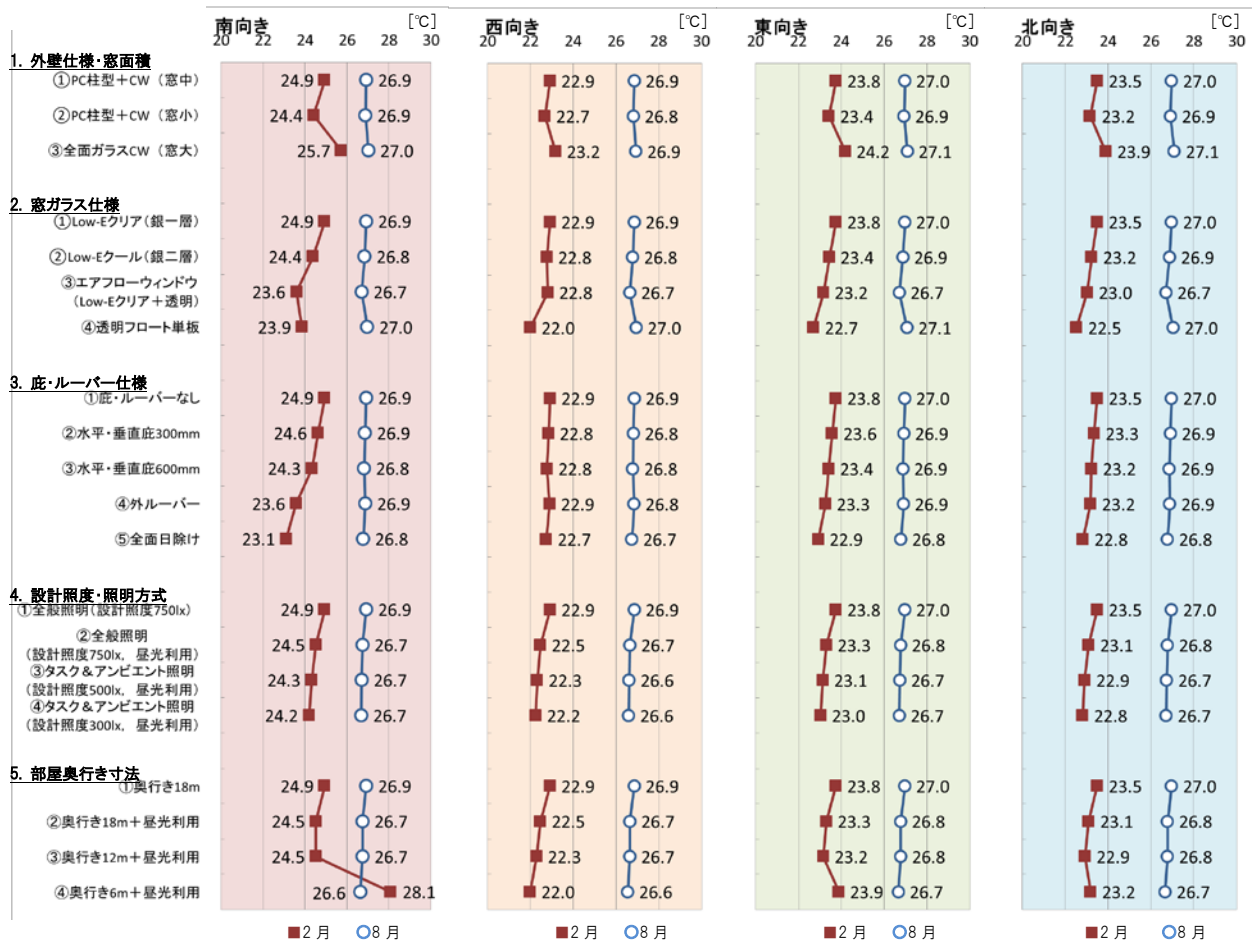 南向き [℃] 西向き [℃] 東向き [℃] 北向き [℃]
20 22 24 26 28 30 20 22 24 26 28 30 20 22 24 26 28 30 20 22 24 26 28 30
1. 外壁仕様・窓面積
①PC柱型＋CW（窓中） 24.9 26.9 22.9 26.9 23.8 27.0 23.5 27.0
②PC柱型＋CW（窓小） 24.4 26.9 22.7 26.8 23.4 26.9 23.2 26.9
③全面ガラスCW（窓大） 25.7 27.0 23.2 26.9 24.2 27.1 23.9 27.1
2. 窓ガラス仕様
①Low-Eクリア（銀一層） 24.9 26.9 22.9 26.9 23.8 27.0 23.5 27.0
②Low-Eクール（銀二層） 24.4 26.8 22.8 26.8 23.4 26.9 23.2 26.9
③エアフローウィンドウ
（Low-Eクリア＋透明） 23.6 26.7 22.8 26.7 23.2 26.7 23.0 26.7
④透明フロート単板 23.9 27.0 22.0 27.0 22.7 27.1 22.5 27.0
3. 庇・ルーバー仕様
①庇・ルーバーなし 24.9 26.9 22.9 26.9 23.8 27.0 23.5 27.0
②水平・垂直庇300mm 24.6 26.9 22.8 26.8 23.6 26.9 23.3 26.9
③水平・垂直庇600mm 24.3 26.8 22.8 26.8 23.4 26.9 23.2 26.9
④外ルーバー 23.6 26.9 22.9 26.8 23.3 26.9 23.2 26.9
⑤全面日除け 23.1 26.8 22.7 26.7 22.9 26.8 22.8 26.8
4. 設計照度・照明方式
①全般照明（設計照度750lx） 24.9 26.9 22.9 26.9 23.8 27.0 23.5 27.0
②全般照明
（設計照度750lx，昼光利用） 24.5 26.7 22.5 26.7 23.3 26.8 23.1 26.8
③タスク＆アンビエント照明
（設計照度500lx，昼光利用） 24.3 26.7 22.3 26.6 23.1 26.7 22.9 26.7
④タスク＆アンビエント照明
（設計照度300lx，昼光利用） 24.2 26.7 22.2 26.6 23.0 26.7 22.8 26.7
5. 部屋奥行き寸法
①奥行き18m 24.9 26.9 22.9 26.9 23.8 27.0 23.5 27.0
②奥行き18m＋昼光利用 24.5 26.7 22.5 26.7 23.3 26.8 23.1 26.8
③奥行き12m＋昼光利用 24.5 26.7 22.3 26.7 23.2 26.8 22.9 26.8
④奥行き6m＋昼光利用 26.6 28.1 22.0 26.6 23.9 26.7 23.2 26.7
2月 8月 2月 8月 2月 8月 2月 8月